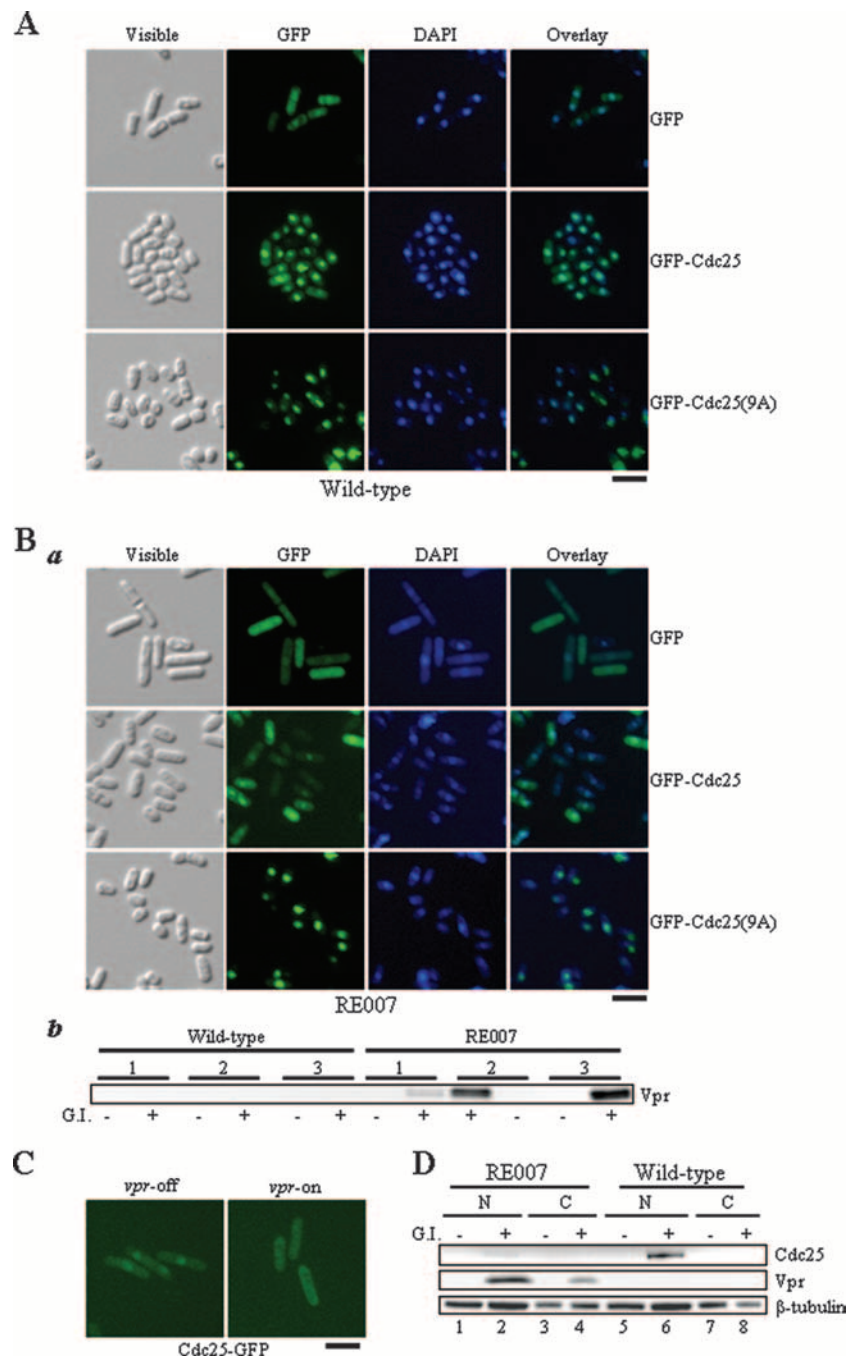 A
Visible GFP DAPI Overlay
GFP
GFP-Cdc25
GFP-Cdc25(9A)
Wild-type
B a
Visible GFP DAPI Overlay
GFP
GFP-Cdc25
GFP-Cdc25(9A)
RE007
b
Wild-type RE007
1 2 3 1 2 3
Vpr
G.I. - + - + - + - + + - - +
C
vpr-off vpr-on
Cdc25-GFP
D
RE007 Wild-type
N C N C
G.I. - + - + - + - +
Cdc25
Vpr
β-tubulin
1 2 3 4 5 6 7 8